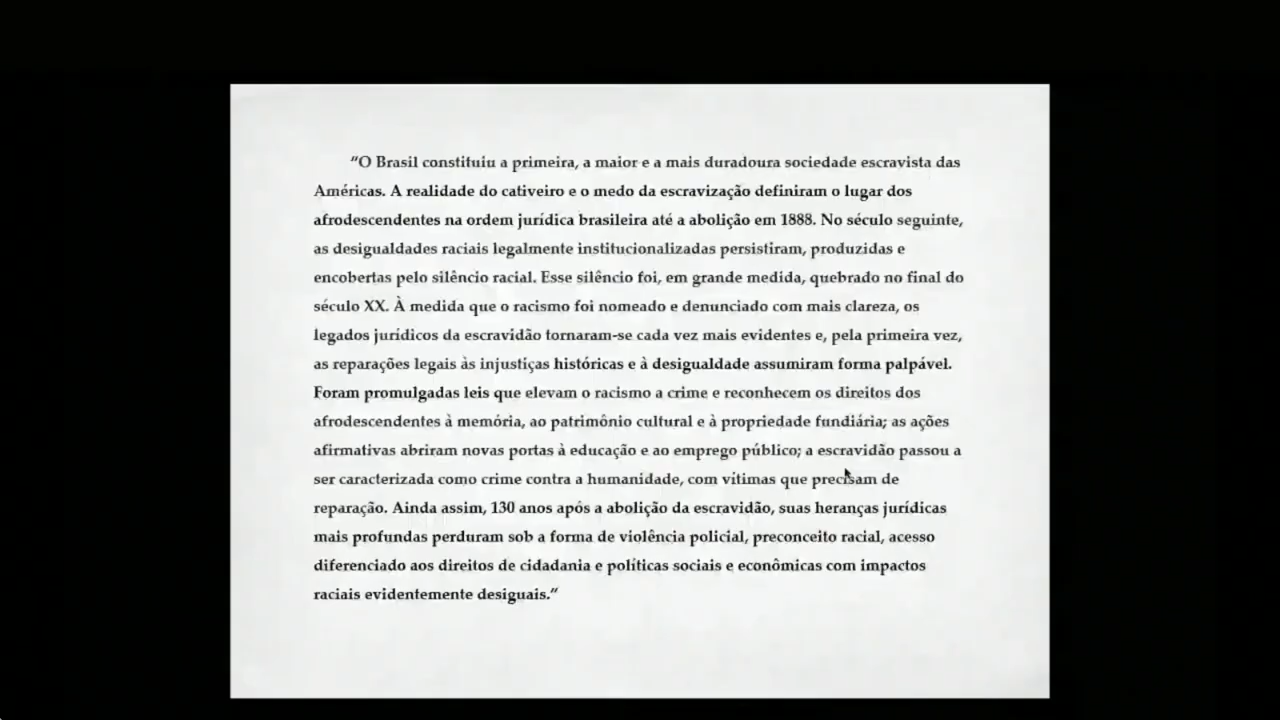 “O Brasil constituiu a primeira, a maior e a mais duradoura sociedade escravista das
Américas. A realidade do cativeiro e o medo da escravização definiram o lugar dos
afrodescendentes na ordem jurídica brasileira até a abolição em 1888. No século seguinte,
as desigualdades raciais legalmente institucionalizadas persistiram, produzidas e
encobertas pelo silêncio racial. Esse silêncio foi, em grande medida, quebrado no final do
século XX. À medida que o racismo foi nomeado e denunciado com mais clareza, os
legados jurídicos da escravidão tornaram-se cada vez mais evidentes e, pela primeira vez,
as reparações legais às injustiças históricas e à desigualdade assumiram forma palpável.
Foram promulgadas leis que elevam o racismo a crime e reconhecem os direitos dos
afrodescendentes à memória, ao patrimônio cultural e à propriedade fundiária; as ações
afirmativas abriram novas portas à educação e ao emprego público; a escravidão passou a
ser caracterizada como crime contra a humanidade, com vítimas que precisam de
reparação. Ainda assim, 130 anos após a abolição da escravidão, suas heranças jurídicas
mais profundas perduram sob a forma de violência policial, preconceito racial, acesso
diferenciado aos direitos de cidadania e políticas sociais e econômicas com impactos
raciais evidentemente desiguais.“